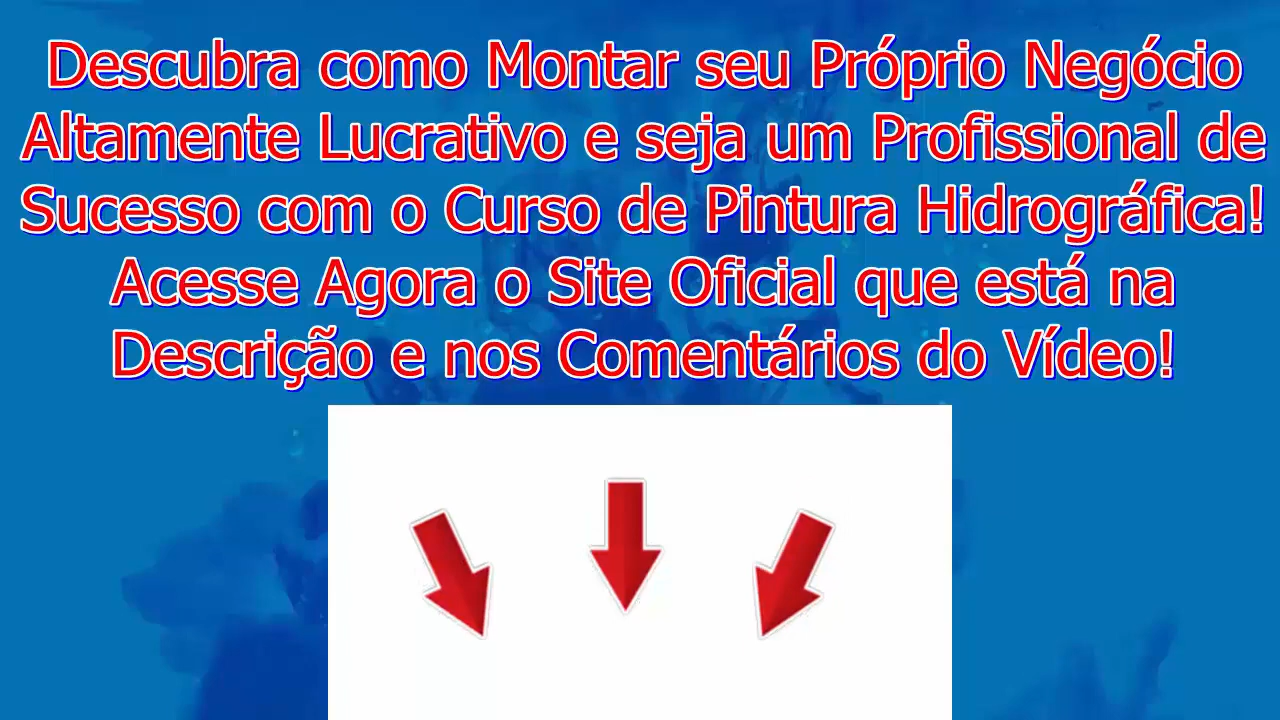 Descubra como Montar seu Próprio Negócio
Altamente Lucrativo e seja um Profissional de
Sucesso com o Curso de Pintura Hidrográfica!
Acesse Agora o Site Oficial que está na
Descrição e nos Comentários do Vídeo!